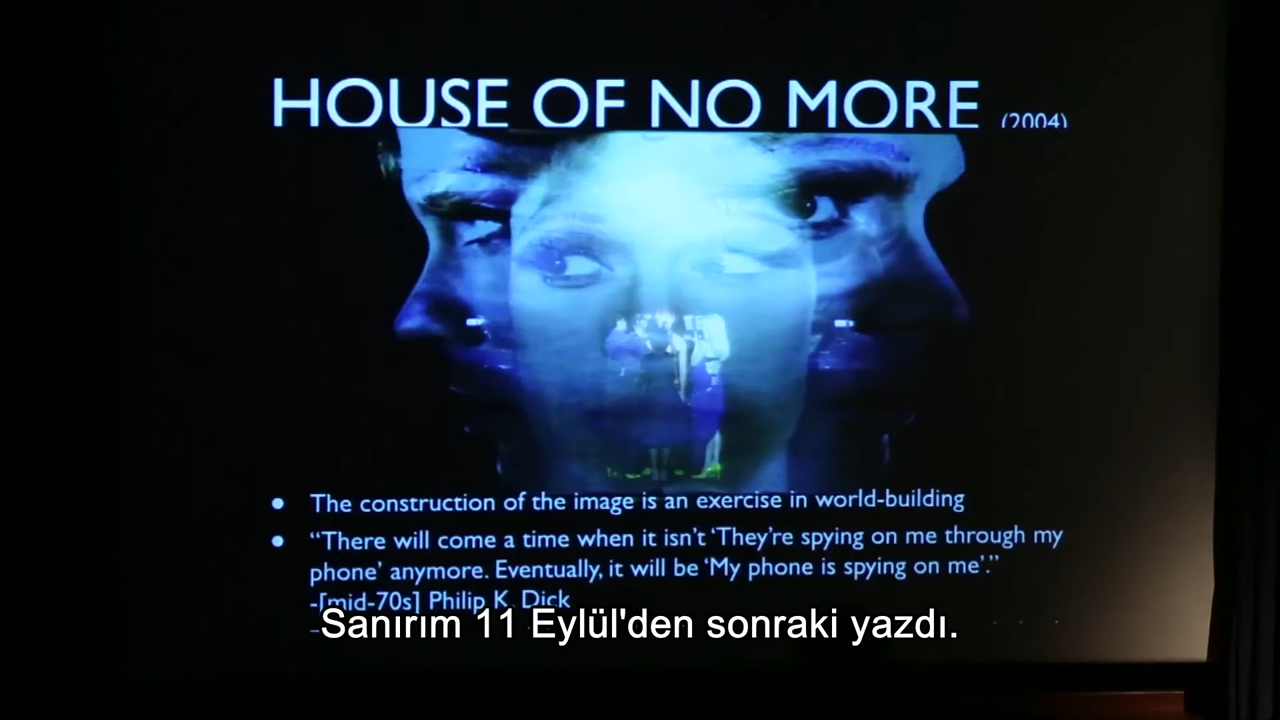 HOUSE OF NO MORE (2004)
• The construction of the image is an exercise in world-building
• “There will come a time when it isn’t ‘They’re spying on me through my
phone’ anymore. Eventually, it will be ‘My phone is spying on me’.”
-[mid-70s] Philip K. Dick
Sanırım 11 Eylül'den sonraki yazdı.